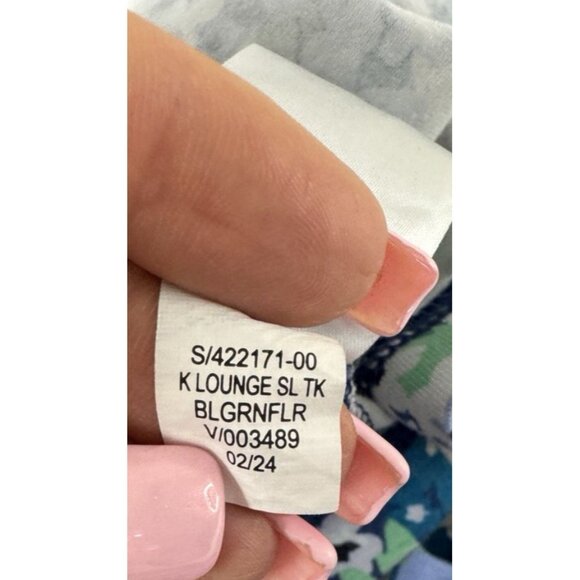 S/422171-00
K LOUNGE SL TK
BLGRNFLR
V/003489
02/24